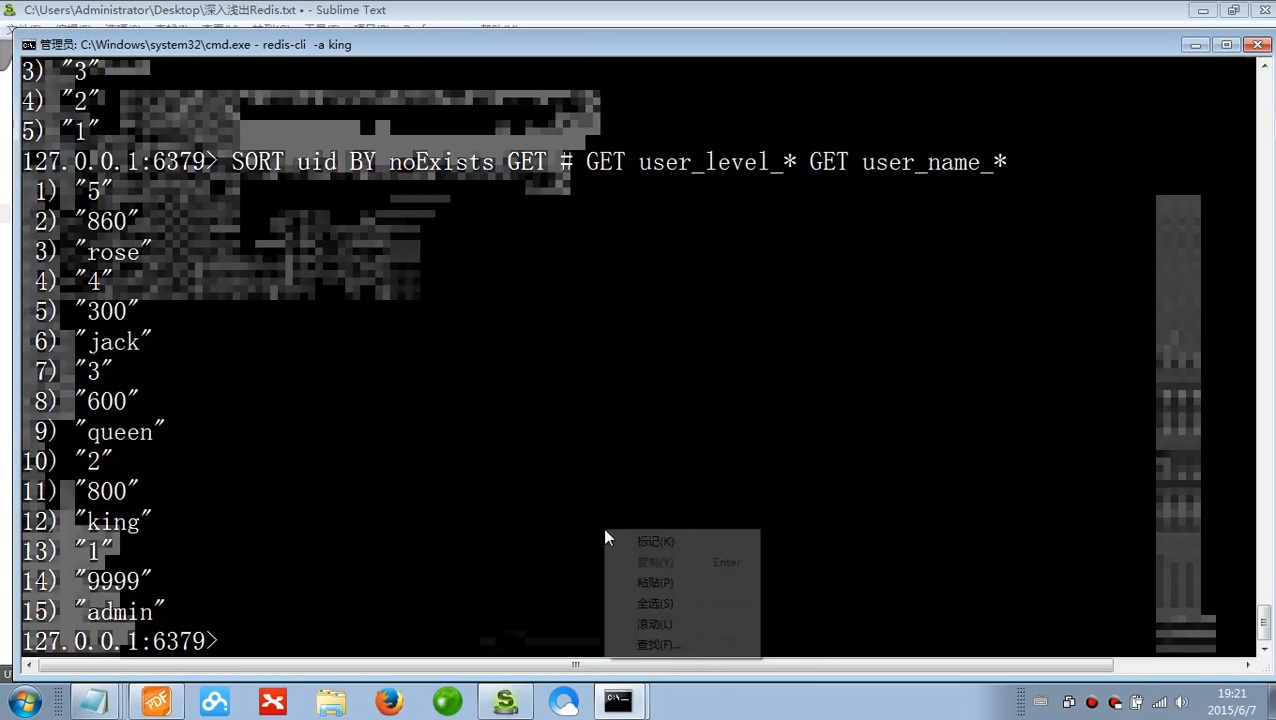 C:\Users\Administrator\Desktop\深入浅出Redis.txt • - Sublime Text
管理员: C:\Windows\system32\cmd.exe - redis-cli  -a king
3) "3"
4) "2"
5) "1"
127.0.0.1:6379> SORT uid BY noExists GET # GET user_level_* GET user_name_*
 1) "5"
 2) "860"
 3) "rose"
 4) "4"
 5) "300"
 6) "jack"
 7) "3"
 8) "600"
 9) "queen"
10) "2"
11) "800"
12) "king"
13) "1"
14) "9999"
15) "admin"
127.0.0.1:6379>
标记(K)
复制(Y) Enter
粘贴(P)
全选(S)
滚动(L)
查找(F)...
PDF
19:21
2015/6/7